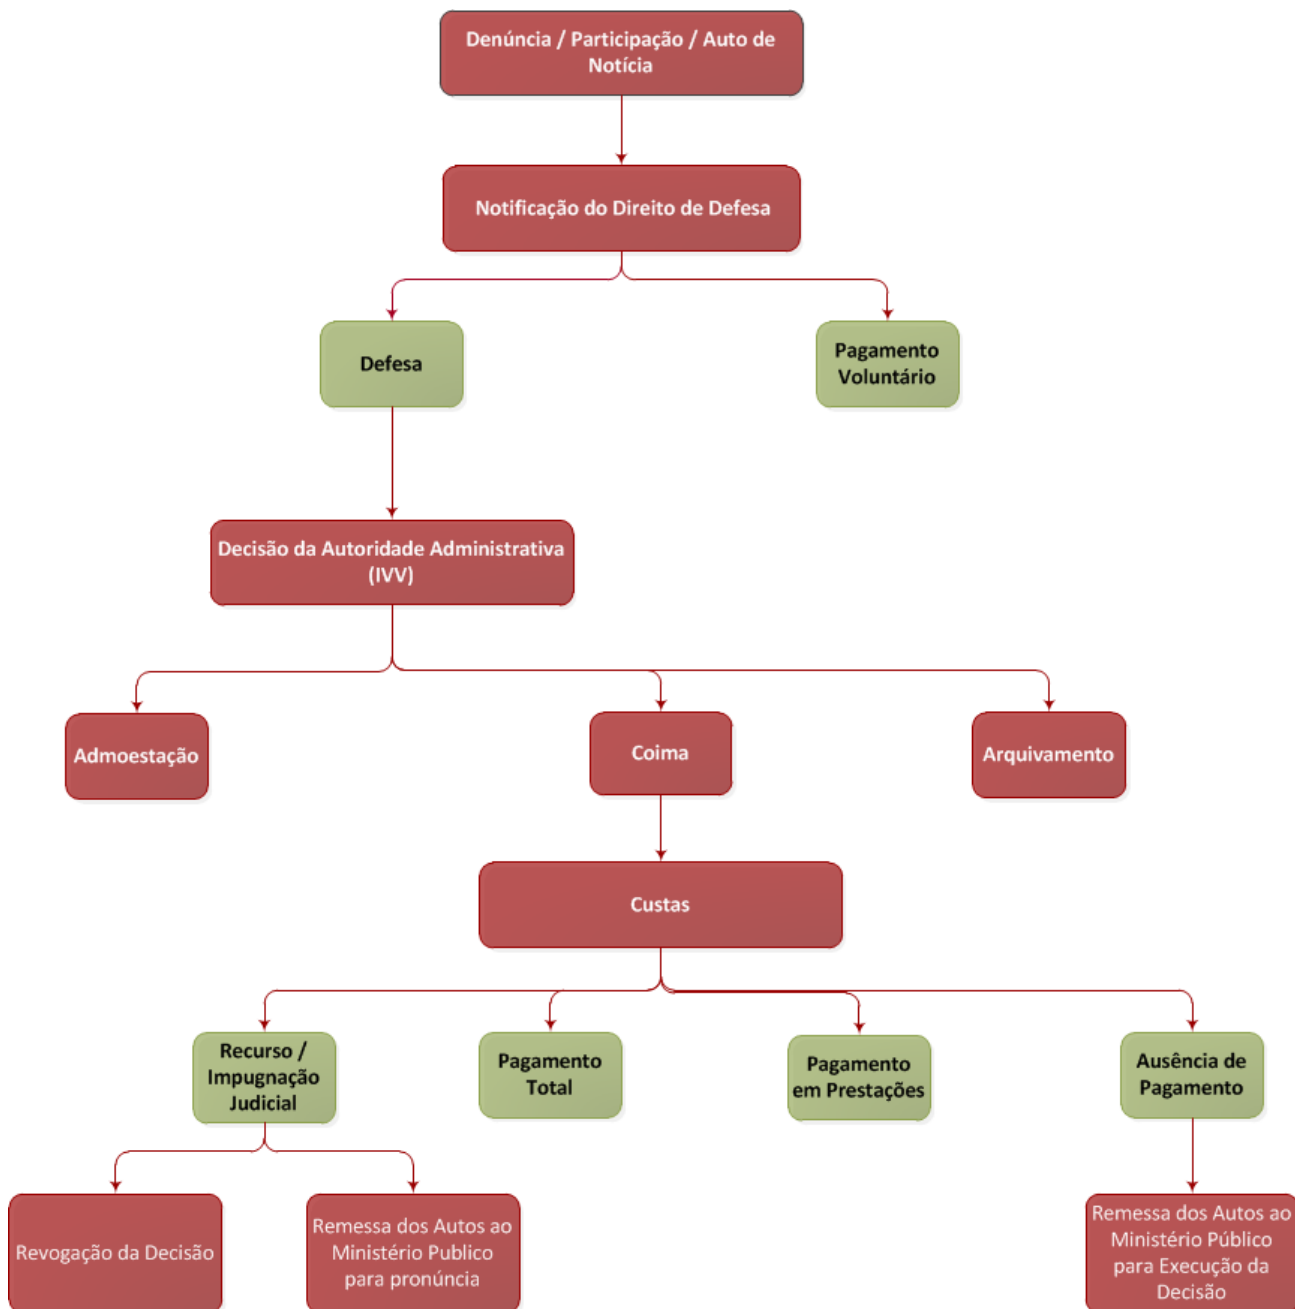 Denúncia / Participação / Auto de
Notícia
Notificação do Direito de Defesa
Defesa
Pagamento
Voluntário
Decisão da Autoridade Administrativa
(IVV)
Admoestação
Coima
Arquivamento
Custas
Recurso /
Impugnação
Judicial
Pagamento
Total
Pagamento
em Prestações
Ausência de
Pagamento
Revogação da Decisão
Remessa dos Autos ao
Ministério Publico
para pronúncia
Remessa dos Autos ao
Ministério Público
para Execução da
Decisão